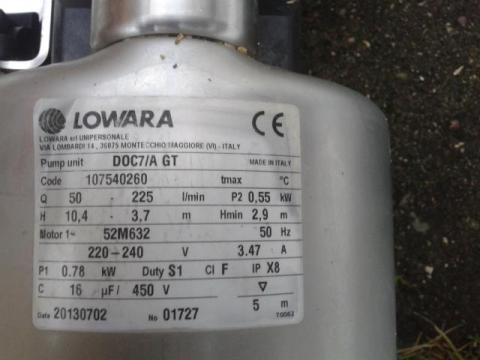 LOWARA CE
LOWARA srl UNIPERSONALE
VIA LOMBARDI 14 , 36075 MONTECCHIO MAGGIORE (VI) - ITALY
Pump unit DOC7/A GT MADE IN ITALY
Code 107540260 tmax °C
Q 50 - 225 l/min P2 0,55 kW
H 10,4 - 3,7 m Hmin 2,9 m
Motor 1~ 52M632 50 Hz
220-240 V 3.47 A
P1 0.78 kW Duty S1 Cl F IP X8
C 16 µF/ 450 V ∇
5 m
Date 20130702 No 01727